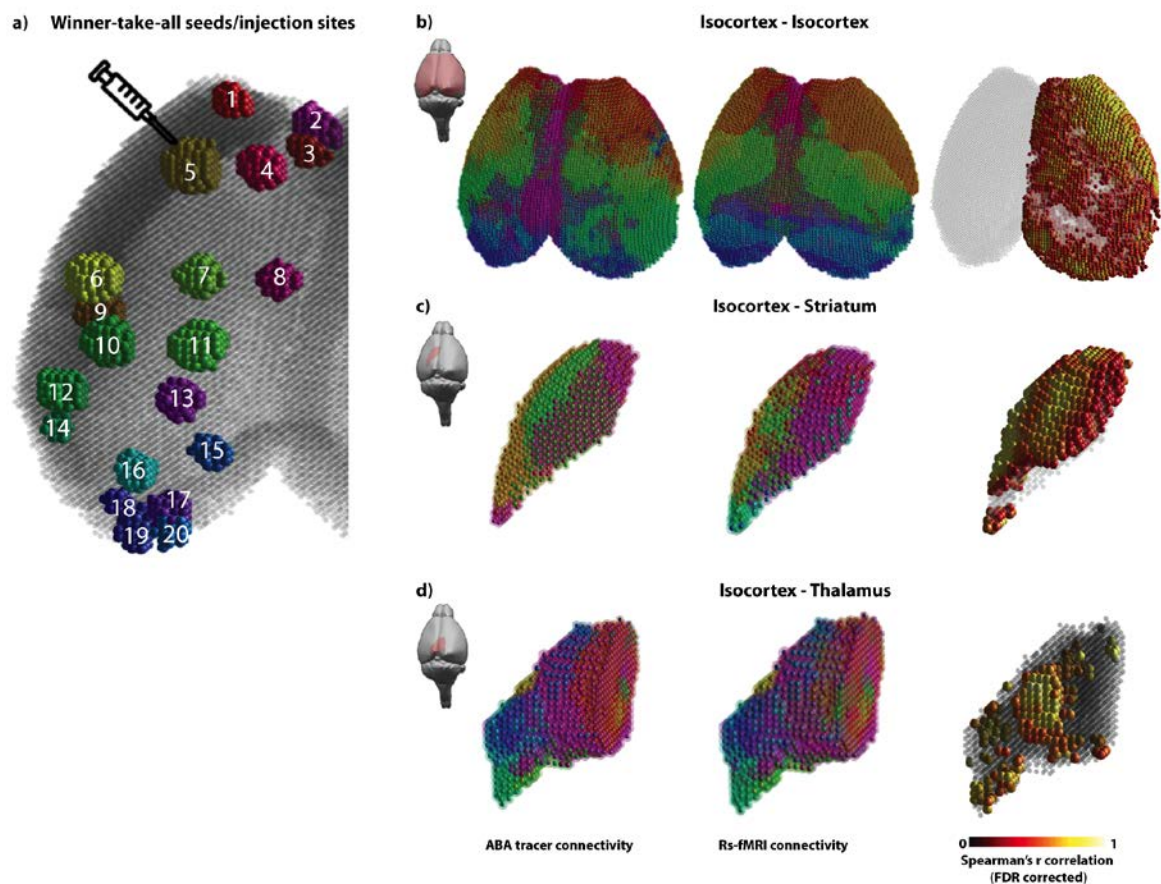 a) Winner-take-all seeds/injection sites
1
2
3
5
4
6
7
8
9
10
11
12
13
14
15
16
18
17
19
20
b) Isocortex - Isocortex
c) Isocortex - Striatum
d) Isocortex - Thalamus
ABA tracer connectivity
Rs-fMRI connectivity
0 1
Spearman's r correlation
(FDR corrected)